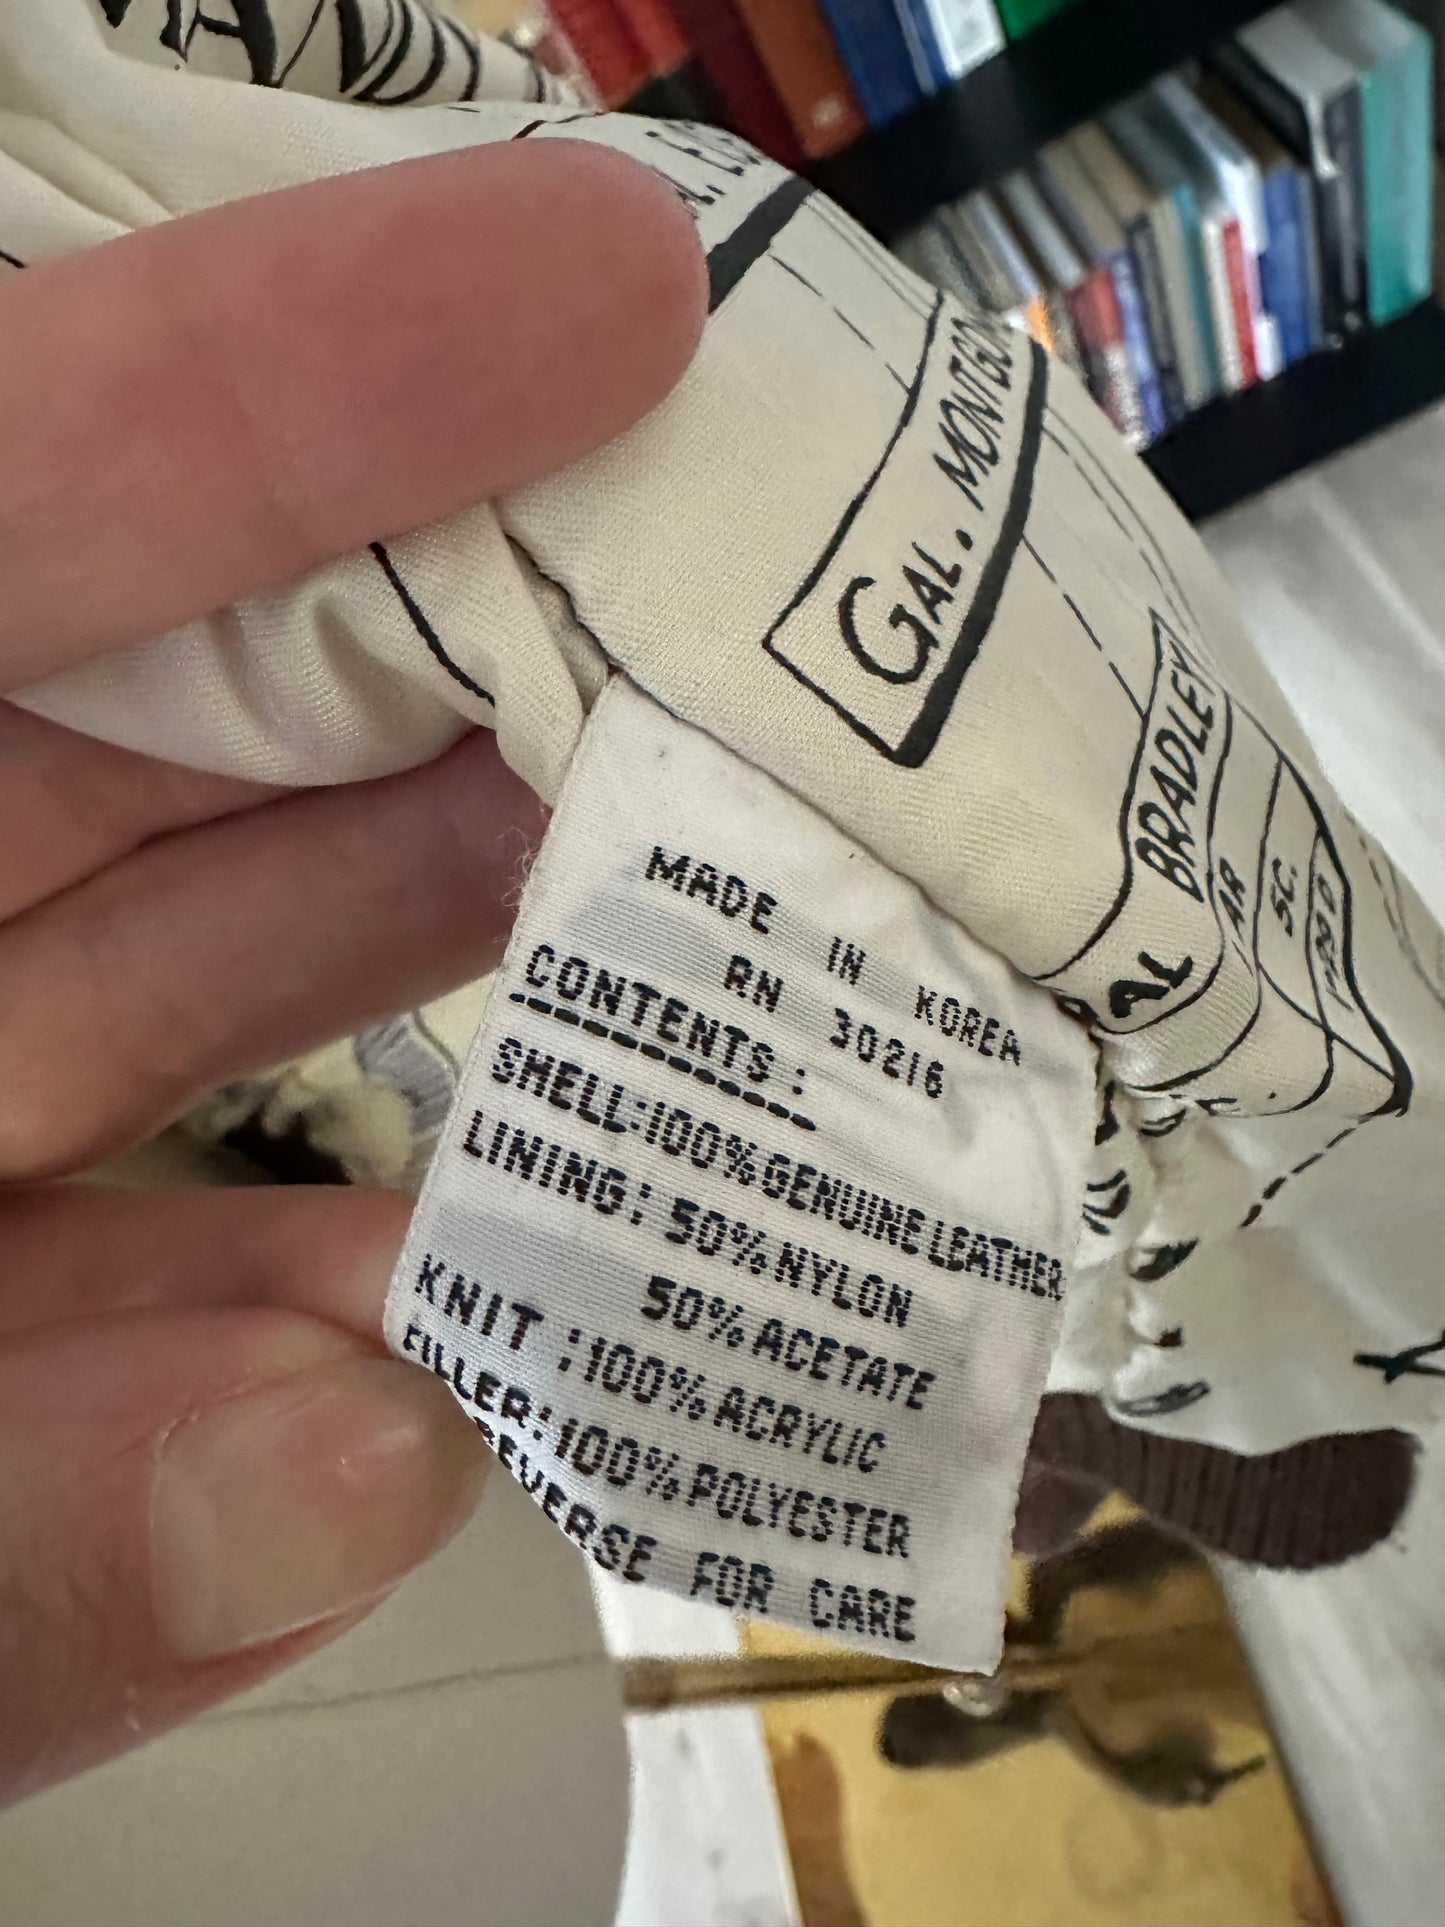 GAL.
BRADLEY
AL
AR
SC.
MADE IN KOREA
RN 30216
CONTENTS:
SHELL:100%GENUINE LEATHER
LINING: 50%NYLON
50%ACETATE
KNIT :100%ACRYLIC
FILLER:100%POLYESTER
REVERSE FOR CARE